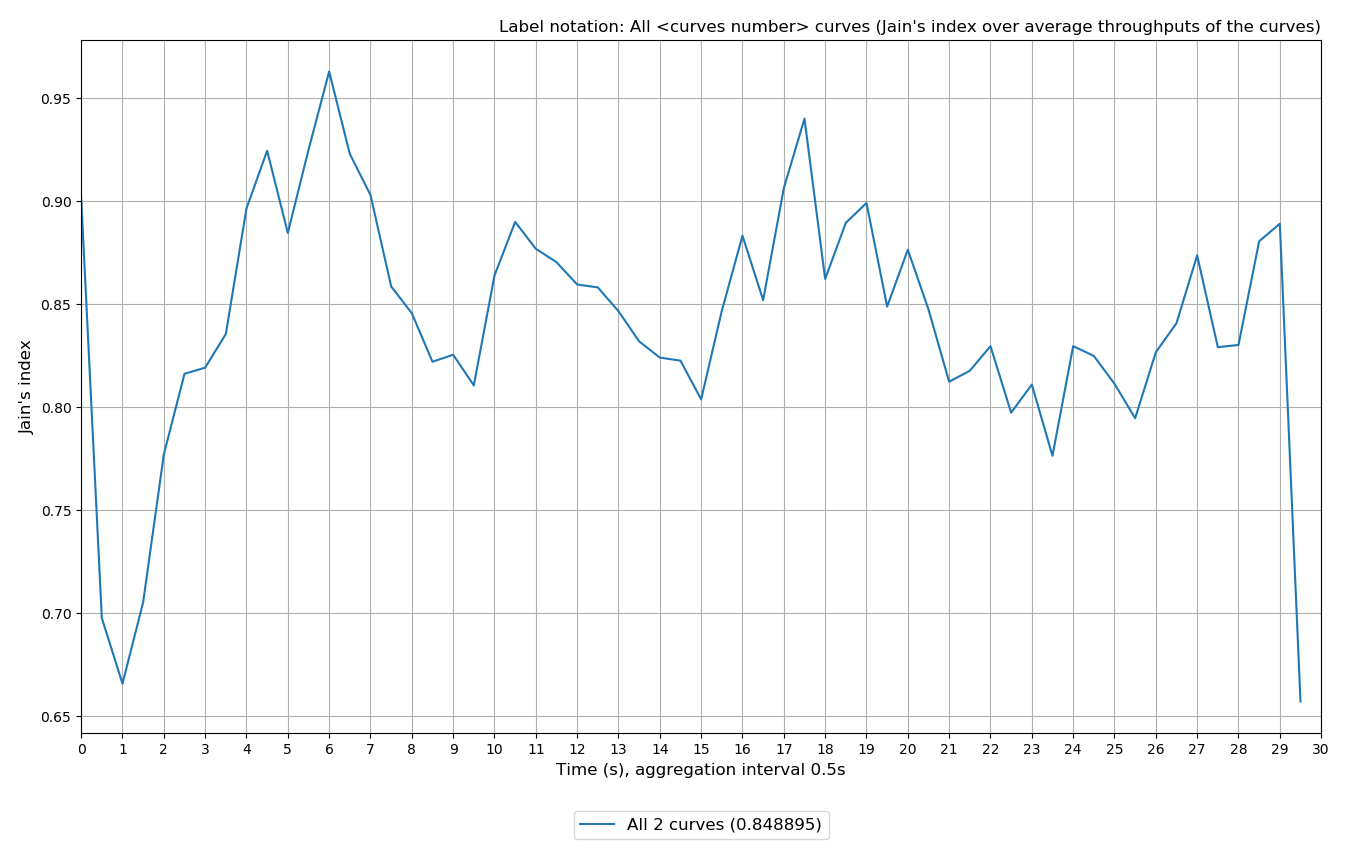 Label notation: All <curves number> curves (Jain's index over average throughputs of the curves)
0.95
0.90
0.85
0.80
0.75
0.70
0.65
Jain's index
0 1 2 3 4 5 6 7 8 9 10 11 12 13 14 15 16 17 18 19 20 21 22 23 24 25 26 27 28 29 30
Time (s), aggregation interval 0.5s
All 2 curves (0.848895)